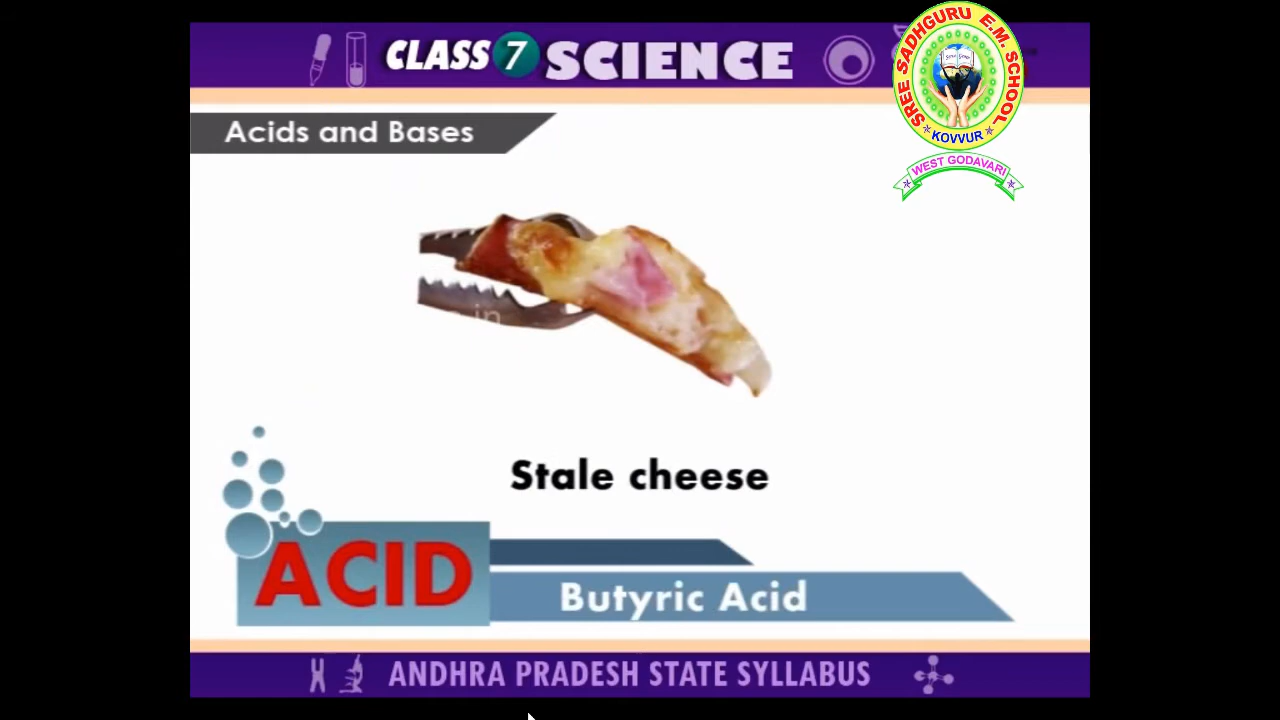 CLASS 7 SCIENCE
SREE SADHGURU E.M. SCHOOL
KOVVUR
WEST GODAVARI
Acids and Bases
Stale cheese
ACID
Butyric Acid
ANDHRA PRADESH STATE SYLLABUS